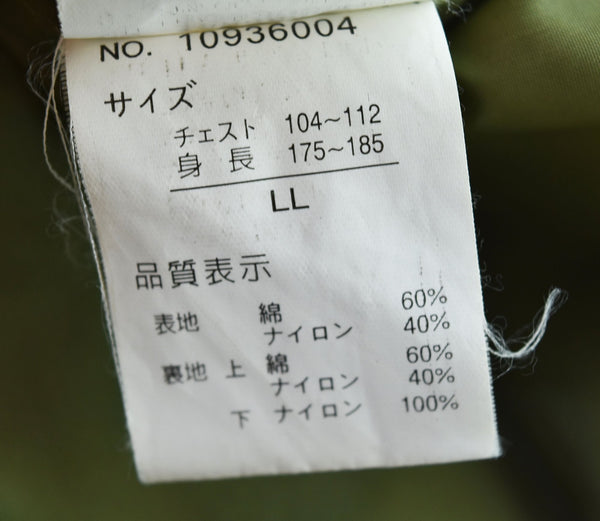 NO. 10936004
サイズ
チェスト 104~112
身長 175~185
LL
品質表示
表地 綿 60%
ナイロン 40%
裏地 上 綿 60%
ナイロン 40%
下 ナイロン 100%